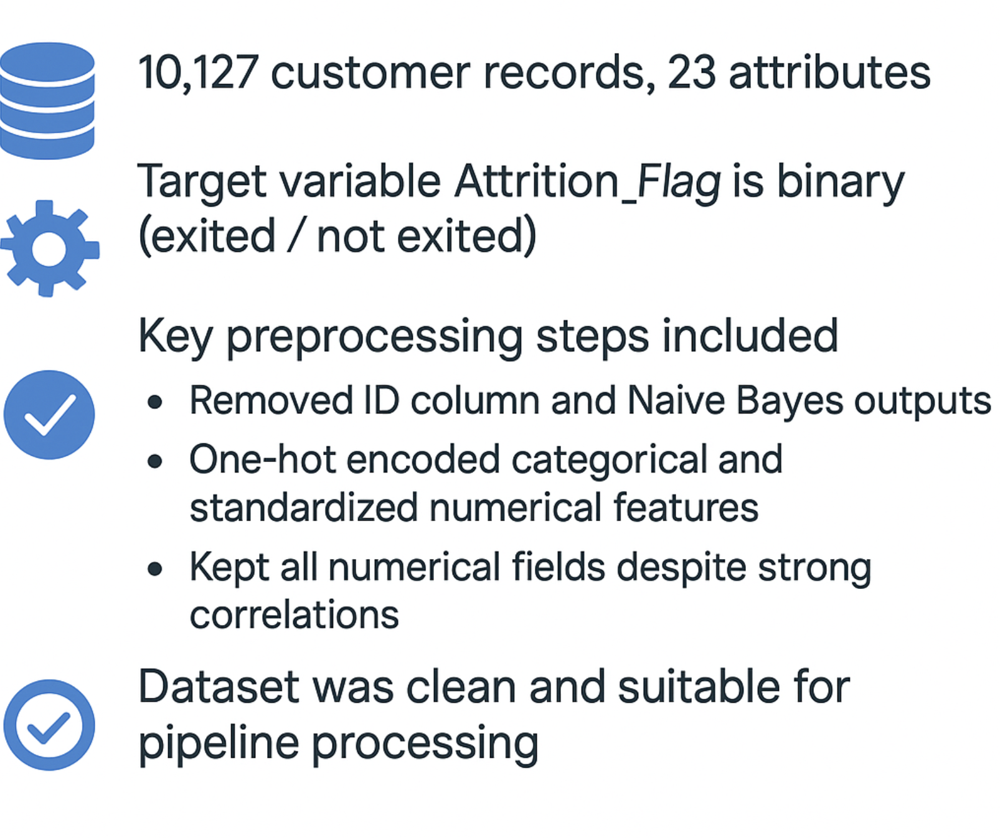 10,127 customer records, 23 attributes
Target variable Attrition_Flag is binary
(exited / not exited)
Key preprocessing steps included
• Removed ID column and Naive Bayes outputs
• One-hot encoded categorical and
standardized numerical features
• Kept all numerical fields despite strong
correlations
Dataset was clean and suitable for
pipeline processing